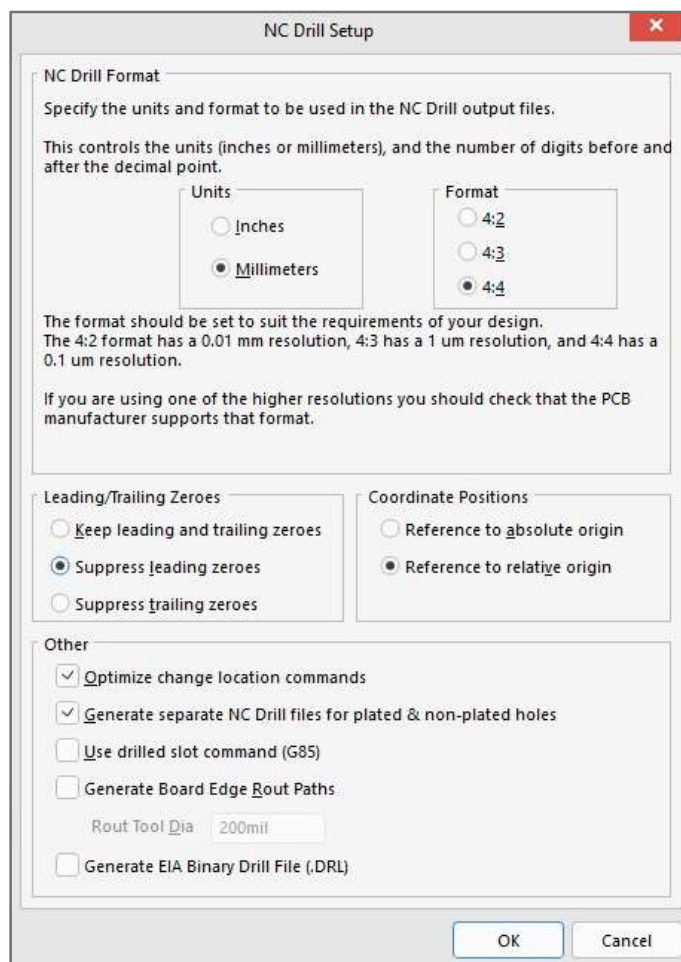 NC Drill Setup
NC Drill Format
Specify the units and format to be used in the NC Drill output files.
This controls the units (inches or millimeters), and the number of digits before and
after the decimal point.
Units
Inches
Millimeters
Format
4:2
4:3
4:4
The format should be set to suit the requirements of your design.
The 4:2 format has a 0.01 mm resolution, 4:3 has a 1 um resolution, and 4:4 has a
0.1 um resolution.
If you are using one of the higher resolutions you should check that the PCB
manufacturer supports that format.
Leading/Trailing Zeroes
Keep leading and trailing zeroes
Suppress leading zeroes
Suppress trailing zeroes
Coordinate Positions
Reference to absolute origin
Reference to relative origin
Other
Optimize change location commands
Generate separate NC Drill files for plated & non-plated holes
Use drilled slot command (G85)
Generate Board Edge Rout Paths
Rout Tool Dia 200mil
Generate EIA Binary Drill File (.DRL)
OK Cancel